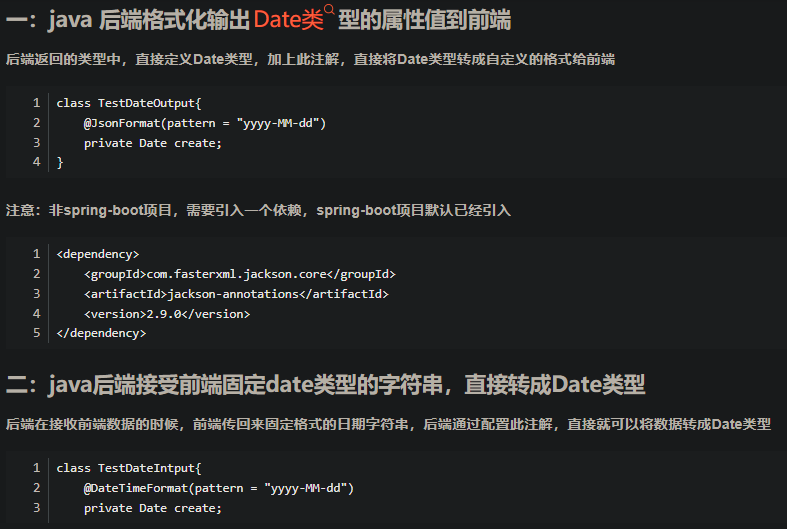 一：java 后端格式化输出Date类型的属性值到前端
后端返回的类型中，直接定义Date类型，加上此注解，直接将Date类型转成自定义的格式给前端
1 class TestDateOutput{
2     @JsonFormat(pattern = "yyyy-MM-dd")
3     private Date create;
4 }
注意：非spring-boot项目，需要引入一个依赖，spring-boot项目默认已经引入
1 <dependency>
2     <groupId>com.fasterxml.jackson.core</groupId>
3     <artifactId>jackson-annotations</artifactId>
4     <version>2.9.0</version>
5 </dependency>
二：java后端接受前端固定date类型的字符串，直接转成Date类型
后端在接收前端数据的时候，前端传回来固定格式的日期字符串，后端通过配置此注解，直接就可以将数据转成Date类型
1 class TestDateIntput{
2     @DateTimeFormat(pattern = "yyyy-MM-dd")
3     private Date create;